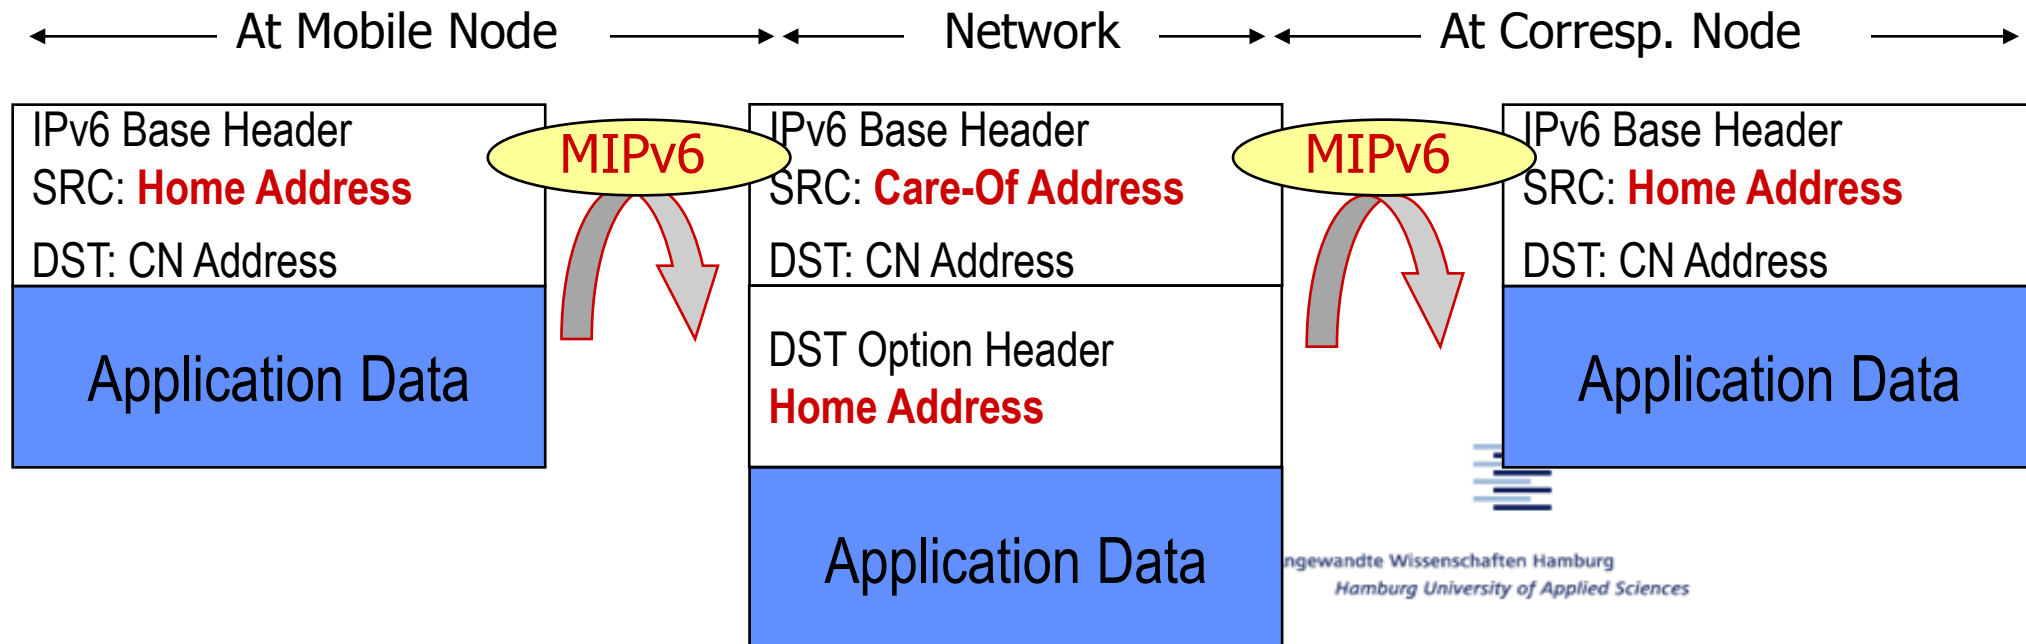 At Mobile Node
Network
At Corresp. Node
IPv6 Base Header
SRC: Home Address
DST: CN Address
Application Data
MIPv6
IPv6 Base Header
SRC: Care-Of Address
DST: CN Address
DST Option Header
Home Address
Application Data
MIPv6
IPv6 Base Header
SRC: Home Address
DST: CN Address
Application Data
ngewandte Wissenschaften Hamburg
Hamburg University of Applied Sciences